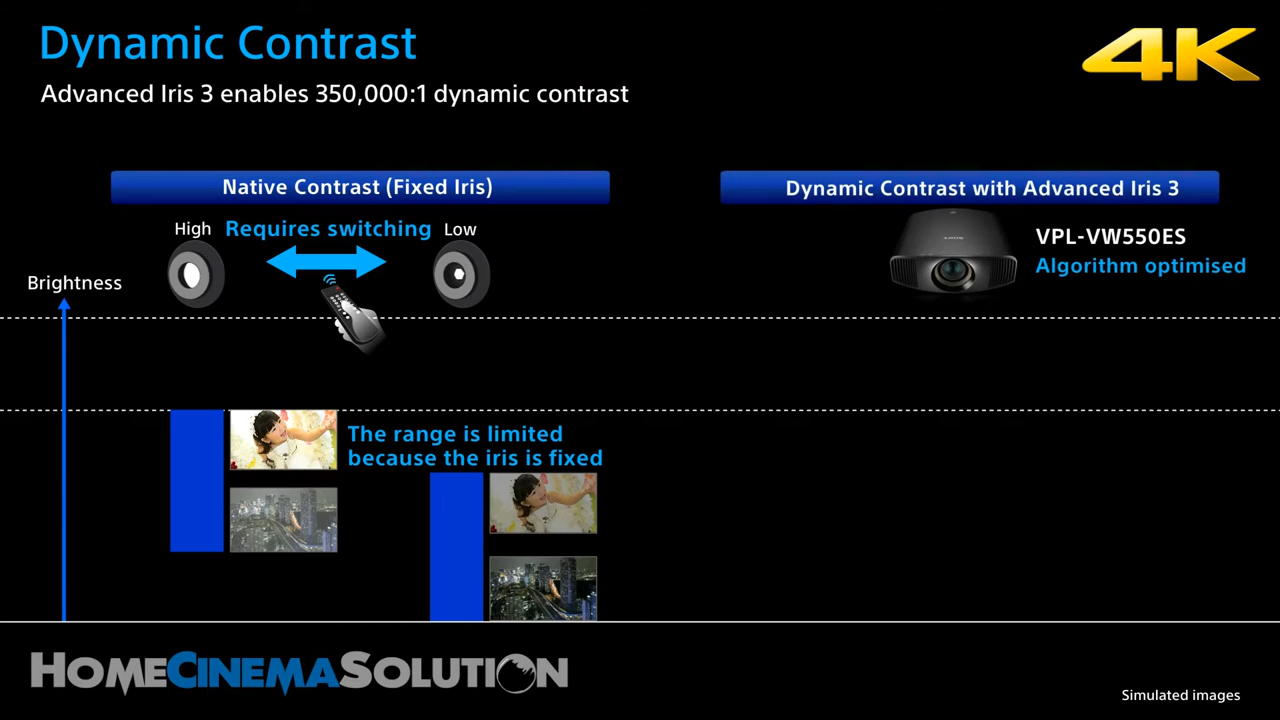 Dynamic Contrast
4K
Advanced Iris 3 enables 350,000:1 dynamic contrast
Native Contrast (Fixed Iris)
Dynamic Contrast with Advanced Iris 3
High
Requires switching
Low
VPL-VW550ES
Algorithm optimised
SONY
Brightness
The range is limited
because the iris is fixed
HOMECINEMASOLUTION
Simulated images